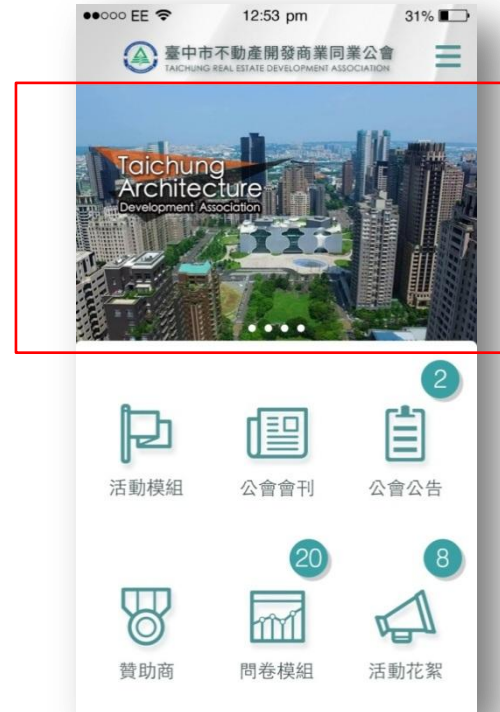 ●●○○○ EE 12:53 pm 31%
臺中市不動產開發商業同業公會
TAICHUNG REAL ESTATE DEVELOPMENT ASSOCIATION
Taichung
Architecture
Development Association
2
活動模組 公會會刊 公會公告
20 8
贊助商 問卷模組 活動花絮